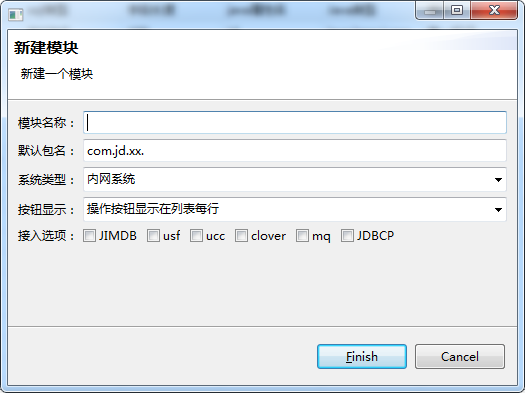 新建模块
新建一个模块
模块名称：
默认包名： com.jd.xx.
系统类型： 内网系统
按钮显示： 操作按钮显示在列表每行
接入选项： JIMDB usf ucc clover mq JDBCP
Finish Cancel